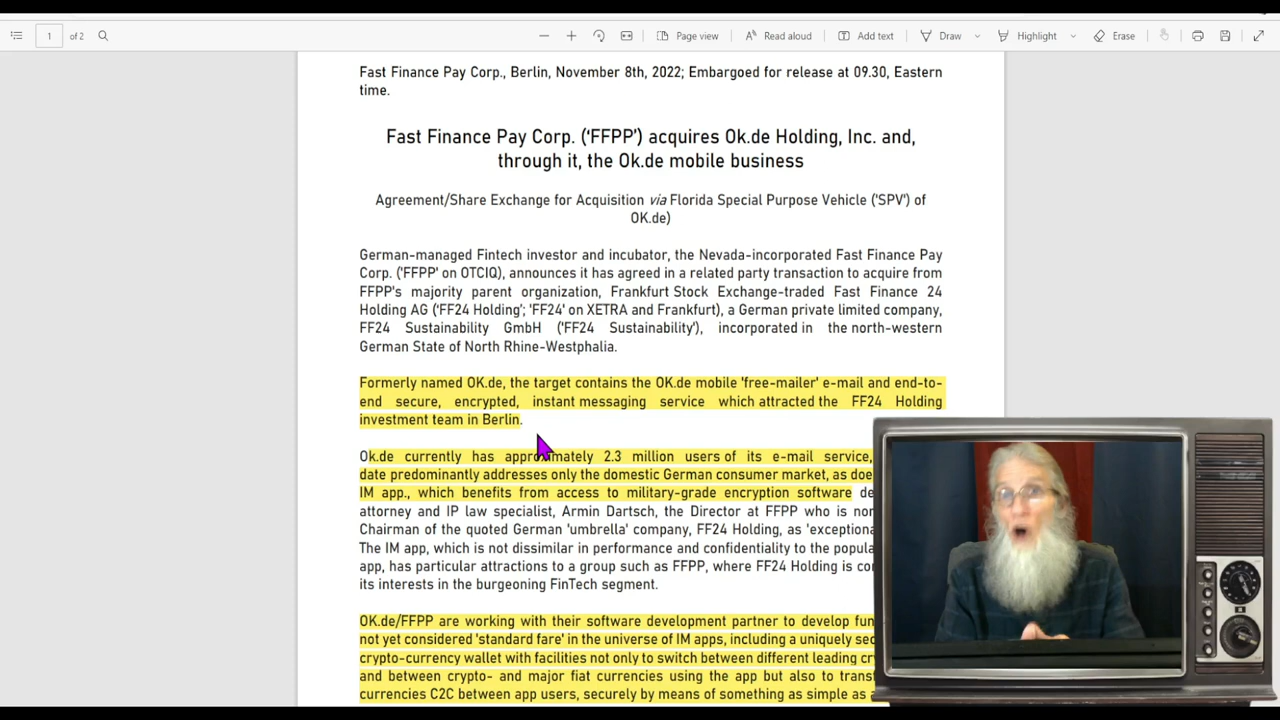 1 of 2 Page view Read aloud Add text Draw Highlight Erase
Fast Finance Pay Corp., Berlin, November 8th, 2022; Embargoed for release at 09.30, Eastern
time.
Fast Finance Pay Corp. ('FFPP') acquires Ok.de Holding, Inc. and,
through it, the Ok.de mobile business
Agreement/Share Exchange for Acquisition via Florida Special Purpose Vehicle ('SPV') of
OK.de)
German-managed Fintech investor and incubator, the Nevada-incorporated Fast Finance Pay
Corp. ('FFPP' on OTCIQ), announces it has agreed in a related party transaction to acquire from
FFPP's majority parent organization, Frankfurt Stock Exchange-traded Fast Finance 24
Holding AG ('FF24 Holding'; 'FF24' on XETRA and Frankfurt), a German private limited company,
FF24 Sustainability GmbH ('FF24 Sustainability'), incorporated in the north-western
German State of North Rhine-Westphalia.
Formerly named OK.de, the target contains the OK.de mobile 'free-mailer' e-mail and end-to-
end secure, encrypted, instant messaging service which attracted the FF24 Holding
investment team in Berlin.
Ok.de currently has approximately 2.3 million users of its e-mail service,
date predominantly addresses only the domestic German consumer market, as
IM app., which benefits from access to military-grade encryption software
attorney and IP law specialist, Armin Dartsch, the Director at FFPP who is
Chairman of the quoted German 'umbrella' company, FF24 Holding, as
The IM app, which is not dissimilar in performance and confidentiality to the
app, has particular attractions to a group such as FFPP, where FF24 Holding is
its interests in the burgeoning FinTech segment.
OK.de/FFPP are working with their software development partner to develop
not yet considered 'standard fare' in the universe of IM apps, including a uniquely
crypto-currency wallet with facilities not only to switch between different leading
and between crypto- and major fiat currencies using the app but also to
currencies C2C between app users, securely by means of something as simple as